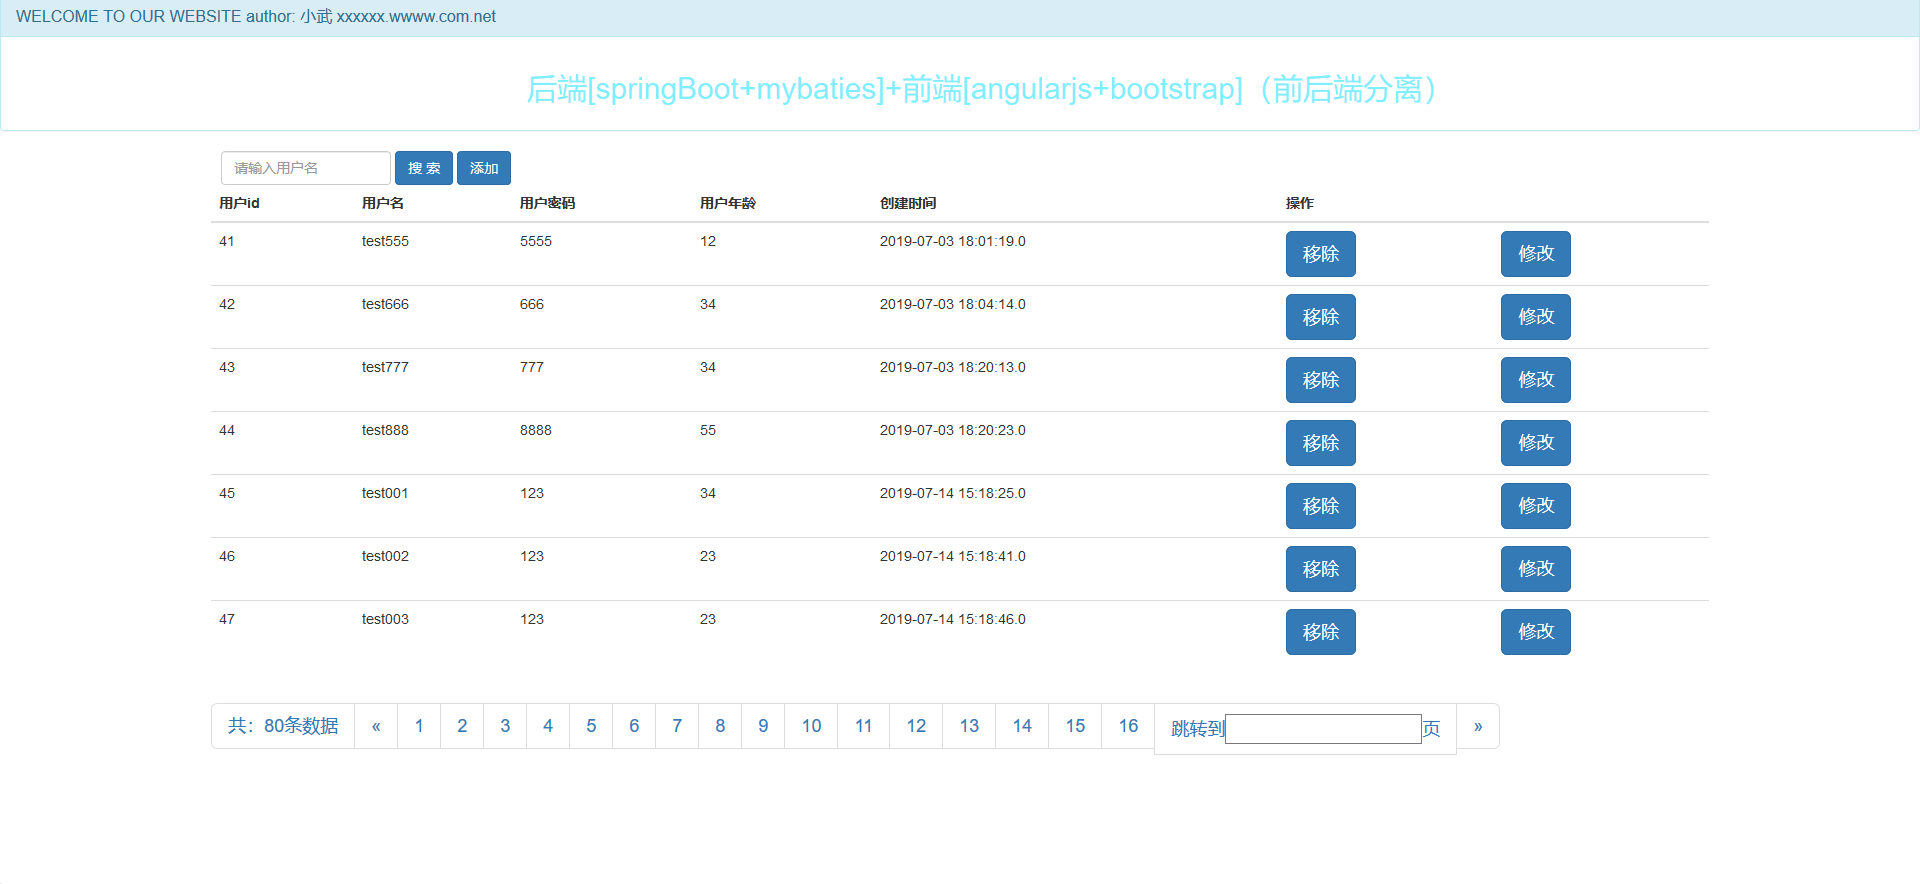 WELCOME TO OUR WEBSITE author: 小武 xxxxxx.wwww.com.net
后端[springBoot+mybaties]+前端[angularjs+bootstrap]（前后端分离）
请输入用户名 搜 索 添加
用户id 用户名 用户密码 用户年龄 创建时间 操作
41 test555 5555 12 2019-07-03 18:01:19.0 移除 修改
42 test666 666 34 2019-07-03 18:04:14.0 移除 修改
43 test777 777 34 2019-07-03 18:20:13.0 移除 修改
44 test888 8888 55 2019-07-03 18:20:23.0 移除 修改
45 test001 123 34 2019-07-14 15:18:25.0 移除 修改
46 test002 123 23 2019-07-14 15:18:41.0 移除 修改
47 test003 123 23 2019-07-14 15:18:46.0 移除 修改
共：80条数据 « 1 2 3 4 5 6 7 8 9 10 11 12 13 14 15 16 跳转到 页 »